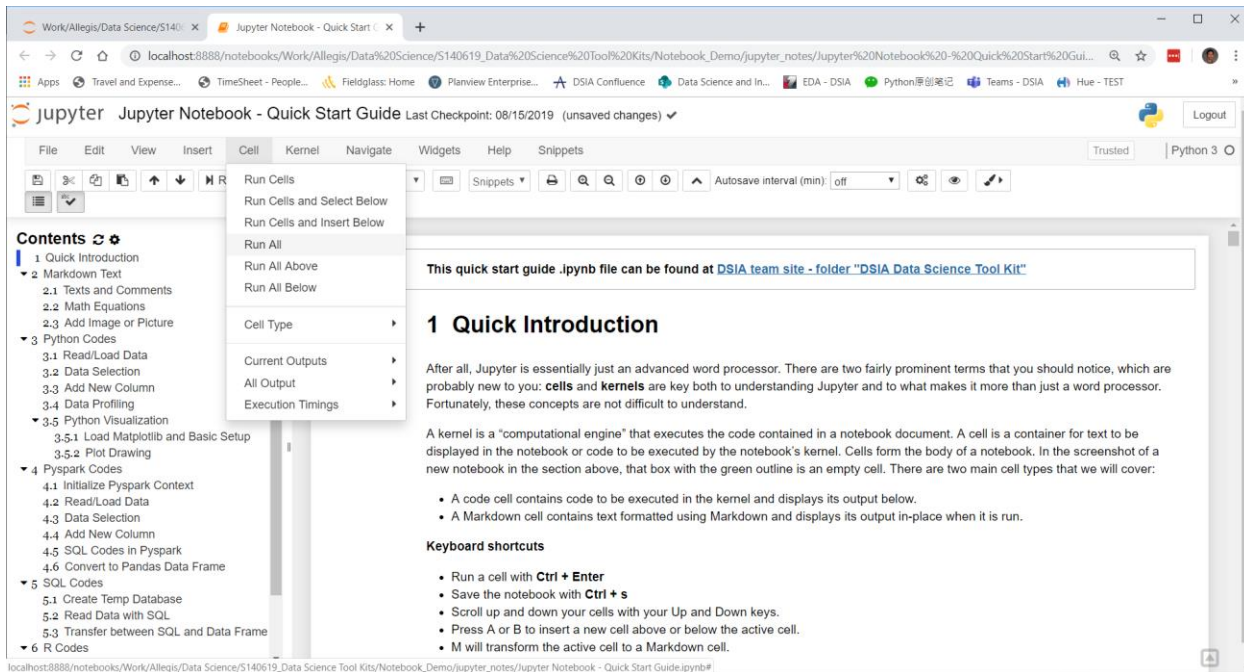 Work/Allegis/Data Science/S140
Jupyter Notebook - Quick Start G
localhost:8888/notebooks/Work/Allegis/Data%20Science/S140619_Data%20Science%20Tool%20Kits/Notebook_Demo/jupyter_notes/Jupyter%20Notebook%20-%20Quick%20Start%20Gui...
Apps Travel and Expense... TimeSheet - People... Fieldglass: Home Planview Enterprise... DSIA Confluence Data Science and In... EDA - DSIA Python原创笔记 Teams - DSIA Hue - TEST »
jupyter Jupyter Notebook - Quick Start Guide Last Checkpoint: 08/15/2019 (unsaved changes) Logout
File Edit View Insert Cell Kernel Navigate Widgets Help Snippets Trusted Python 3
R Snippets Autosave interval (min): off
Run Cells
Run Cells and Select Below
Run Cells and Insert Below
Run All
Run All Above
Run All Below
Cell Type
Current Outputs
All Output
Execution Timings
Contents
1 Quick Introduction
2 Markdown Text
2.1 Texts and Comments
2.2 Math Equations
2.3 Add Image or Picture
3 Python Codes
3.1 Read/Load Data
3.2 Data Selection
3.3 Add New Column
3.4 Data Profiling
3.5 Python Visualization
3.5.1 Load Matplotlib and Basic Setup
3.5.2 Plot Drawing
4 Pyspark Codes
4.1 Initialize Pyspark Context
4.2 Read/Load Data
4.3 Data Selection
4.4 Add New Column
4.5 SQL Codes in Pyspark
4.6 Convert to Pandas Data Frame
5 SQL Codes
5.1 Create Temp Database
5.2 Read Data with SQL
5.3 Transfer between SQL and Data Frame
6 R Codes
This quick start guide .ipynb file can be found at DSIA team site - folder "DSIA Data Science Tool Kit"
1 Quick Introduction
After all, Jupyter is essentially just an advanced word processor. There are two fairly prominent terms that you should notice, which are
probably new to you: cells and kernels are key both to understanding Jupyter and to what makes it more than just a word processor.
Fortunately, these concepts are not difficult to understand.
A kernel is a “computational engine” that executes the code contained in a notebook document. A cell is a container for text to be
displayed in the notebook or code to be executed by the notebook’s kernel. Cells form the body of a notebook. In the screenshot of a
new notebook in the section above, that box with the green outline is an empty cell. There are two main cell types that we will cover:
• A code cell contains code to be executed in the kernel and displays its output below.
• A Markdown cell contains text formatted using Markdown and displays its output in-place when it is run.
Keyboard shortcuts
• Run a cell with Ctrl + Enter
• Save the notebook with Ctrl + s
• Scroll up and down your cells with your Up and Down keys.
• Press A or B to insert a new cell above or below the active cell.
• M will transform the active cell to a Markdown cell.
localhost:8888/notebooks/Work/Allegis/Data Science/S140619_Data Science Tool Kits/Notebook_Demo/jupyter_notes/Jupyter Notebook - Quick Start Guide.ipynb#